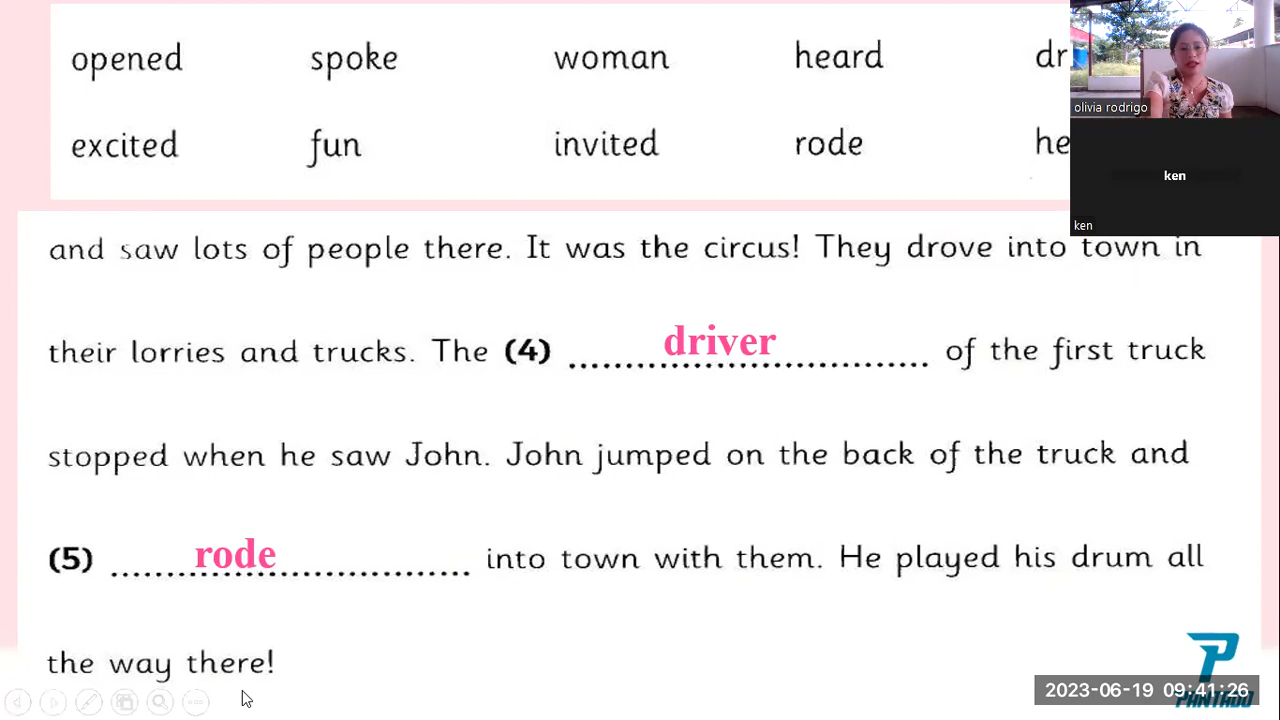 opened spoke woman heard dr
olivia rodrigo
excited fun invited rode he
ken
ken
and saw lots of people there. It was the circus! They drove into town in
their lorries and trucks. The (4) driver of the first truck
stopped when he saw John. John jumped on the back of the truck and
(5) rode into town with them. He played his drum all
the way there!
2023-06-19 09:41:26
PANTADO